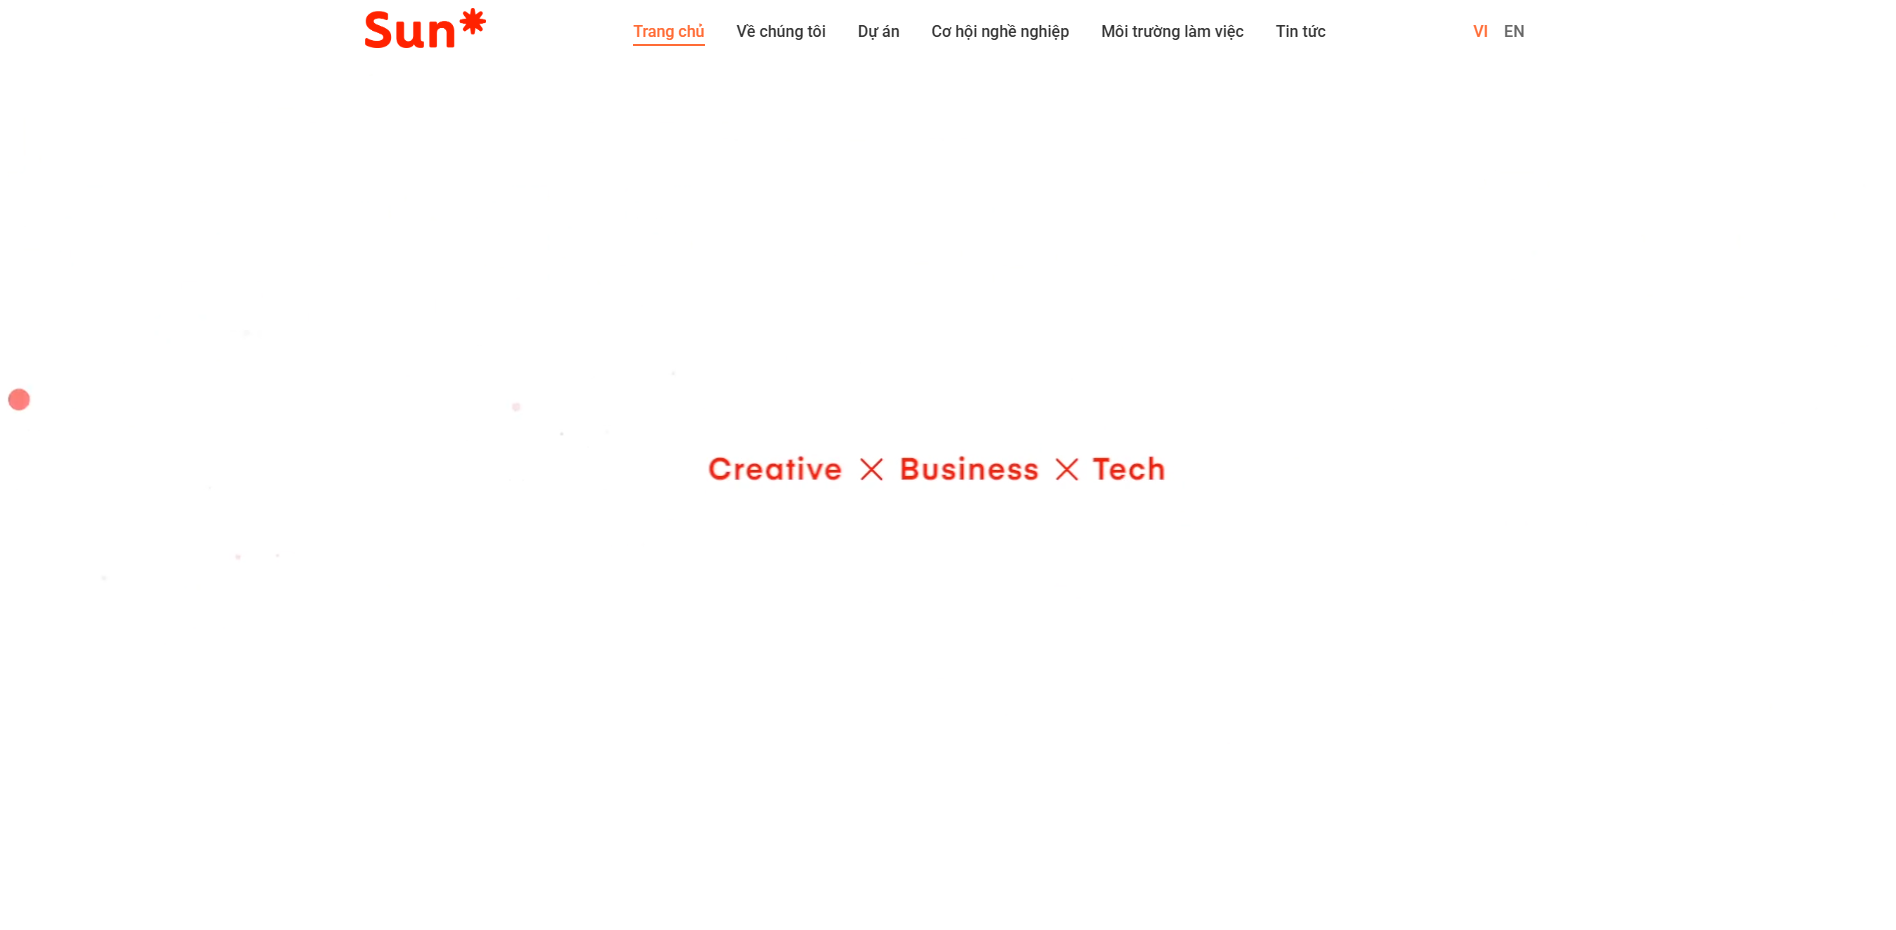 Sun*
Trang chủ Về chúng tôi Dự án Cơ hội nghề nghiệp Môi trường làm việc Tin tức VI EN
Creative × Business × Tech